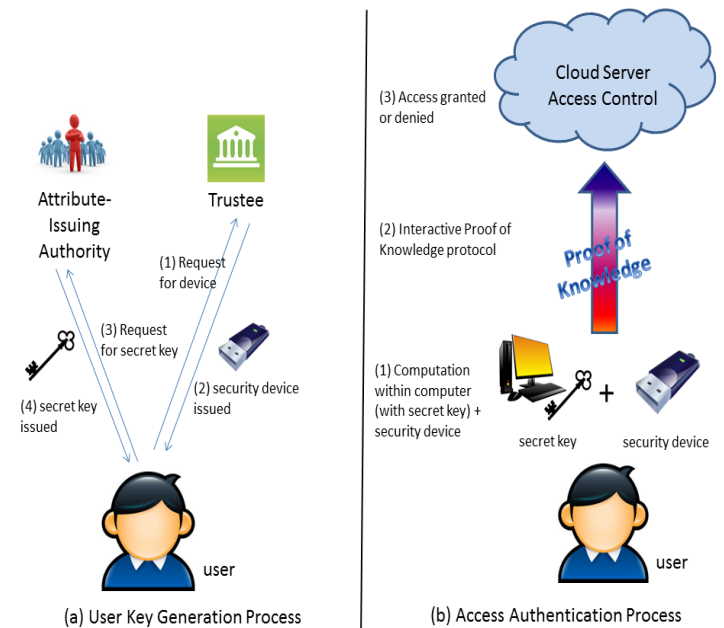 Attribute-
Issuing
Authority
Trustee
(1) Request
for device
(3) Request
for secret key
(2) security device
issued
(4) secret key
issued
user
(a) User Key Generation Process
Cloud Server
Access Control
(3) Access granted
or denied
(2) Interactive Proof of
Knowledge protocol
Proof of
Knowledge
(1) Computation
within computer
(with secret key) +
security device
+
secret key
security device
user
(b) Access Authentication Process